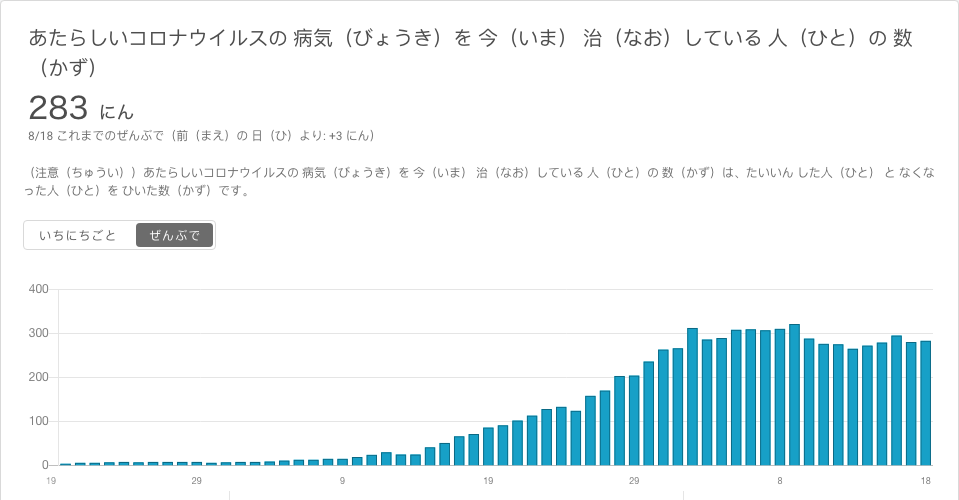 あたらしいコロナウイルスの 病気（びょうき）を 今（いま） 治（なお）している 人（ひと）の 数
（かず）
283 にん
8/18 これまでのぜんぶで（前（まえ）の 日（ひ）より: +3 にん）
（注意（ちゅうい））あたらしいコロナウイルスの 病気（びょうき）を 今（いま） 治（なお）している 人（ひと）の 数（かず）は、たいいん した人（ひと） と なくな
った人（ひと）を ひいた数（かず）です。
いちにちごと ぜんぶで
400
300
200
100
0
19 29 9 19 29 8 18